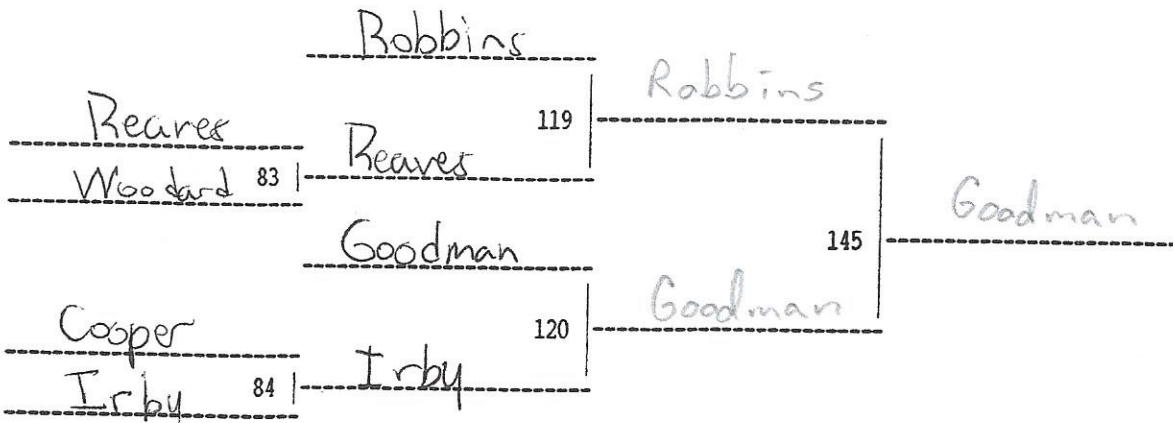 Robbins
Robbins
119
Reaves
Reaves
Woodard 83
Goodman
145
Goodman
Goodman
120
Cooper
Irby
Irby 84